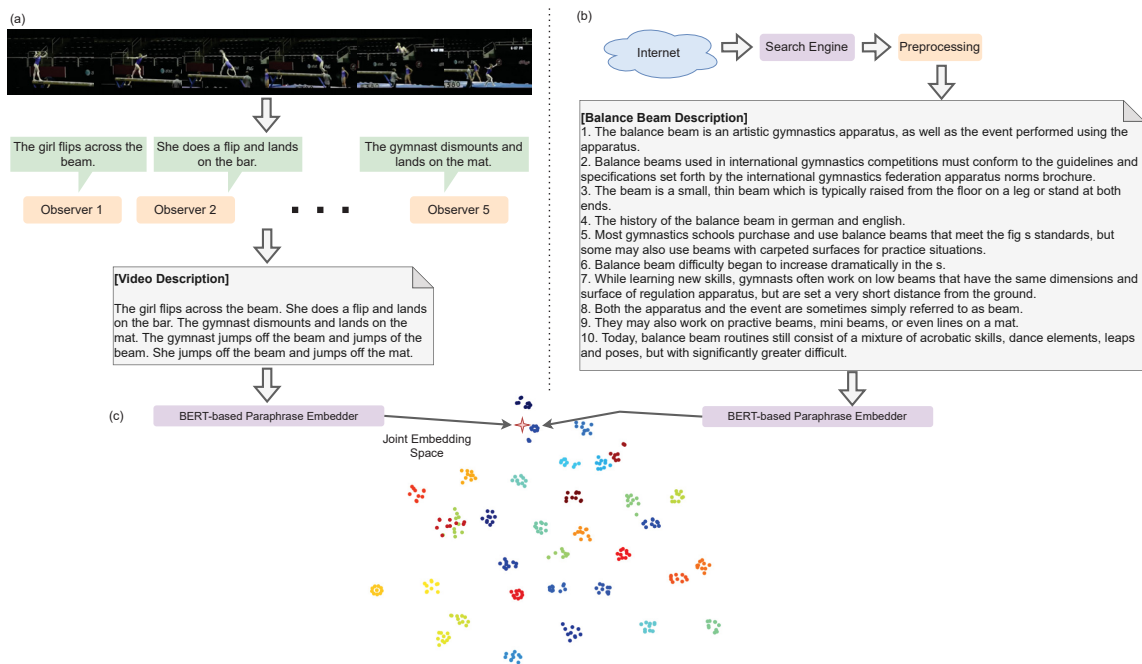 (a)
The girl flips across the
beam.
She does a flip and lands
on the bar.
The gymnast dismounts and
lands on the mat.
Observer 1
Observer 2
Observer 5
[Video Description]
The girl flips across the beam. She does a flip and lands
on the bar. The gymnast dismounts and lands on the
mat. The gymnast jumps off the beam and jumps of the
beam. She jumps off the beam and jumps off the mat.
BERT-based Paraphrase Embedder
(b)
Internet
Search Engine
Preprocessing
[Balance Beam Description]
1. The balance beam is an artistic gymnastics apparatus, as well as the event performed using the
apparatus.
2. Balance beams used in international gymnastics competitions must conform to the guidelines and
specifications set forth by the international gymnastics federation apparatus norms brochure.
3. The beam is a small, thin beam which is typically raised from the floor on a leg or stand at both
ends.
4. The history of the balance beam in german and english.
5. Most gymnastics schools purchase and use balance beams that meet the fig s standards, but
some may also use beams with carpeted surfaces for practice situations.
6. Balance beam difficulty began to increase dramatically in the s.
7. While learning new skills, gymnasts often work on low beams that have the same dimensions and
surface of regulation apparatus, but are set a very short distance from the ground.
8. Both the apparatus and the event are sometimes simply referred to as beam.
9. They may also work on practive beams, mini beams, or even lines on a mat.
10. Today, balance beam routines still consist of a mixture of acrobatic skills, dance elements, leaps
and poses, but with significantly greater difficult.
BERT-based Paraphrase Embedder
(c)
Joint Embedding
Space